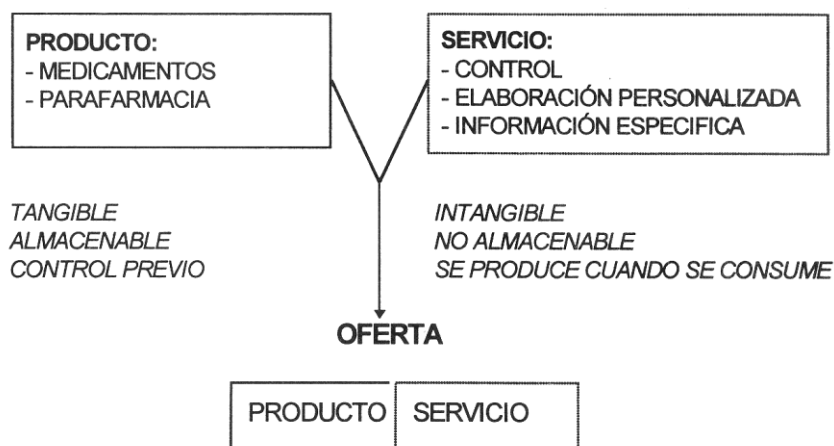 PRODUCTO:
- MEDICAMENTOS
- PARAFARMACIA
SERVICIO:
- CONTROL
- ELABORACIÓN PERSONALIZADA
- INFORMACIÓN ESPECIFICA
TANGIBLE
ALMACENABLE
CONTROL PREVIO
INTANGIBLE
NO ALMACENABLE
SE PRODUCE CUANDO SE CONSUME
OFERTA
PRODUCTO SERVICIO